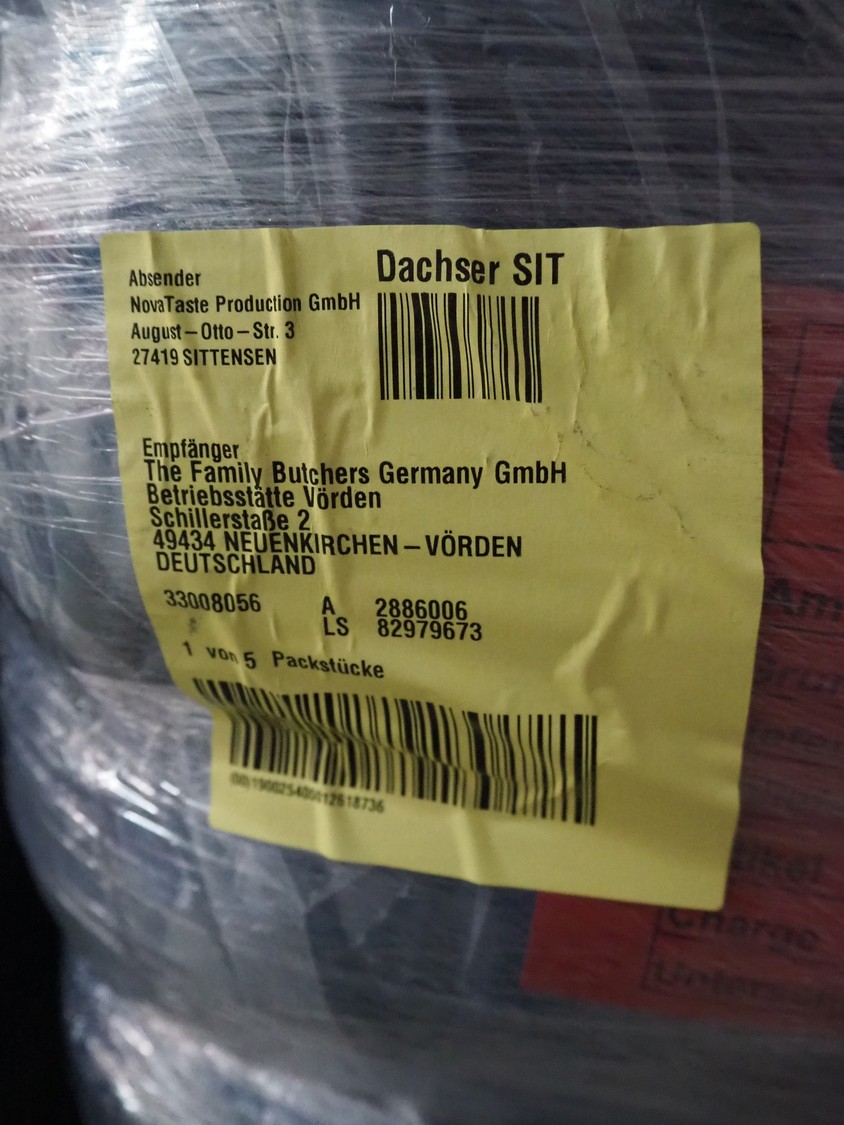 Dachser SIT
Absender
NovaTaste Production GmbH
August-Otto-Str. 3
27419 SITTENSEN
Empfänger
The Family Butchers Germany GmbH
Betriebsstätte Vörden
Schillerstaße 2
49434 NEUENKIRCHEN-VÖRDEN
DEUTSCHLAND
33008056 A 2886006
LS 82979673
1 von 5 Packstücke
Charge